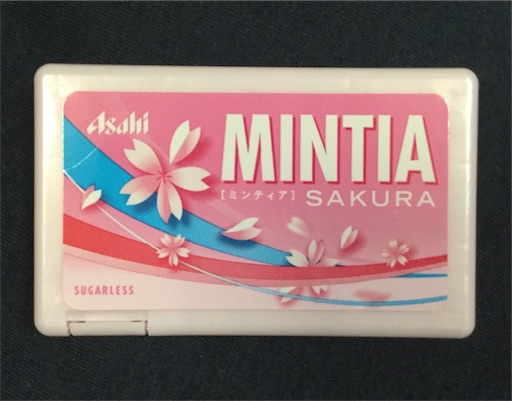 Asahi
MINTIA
[ミンティア] SAKURA
SUGARLESS